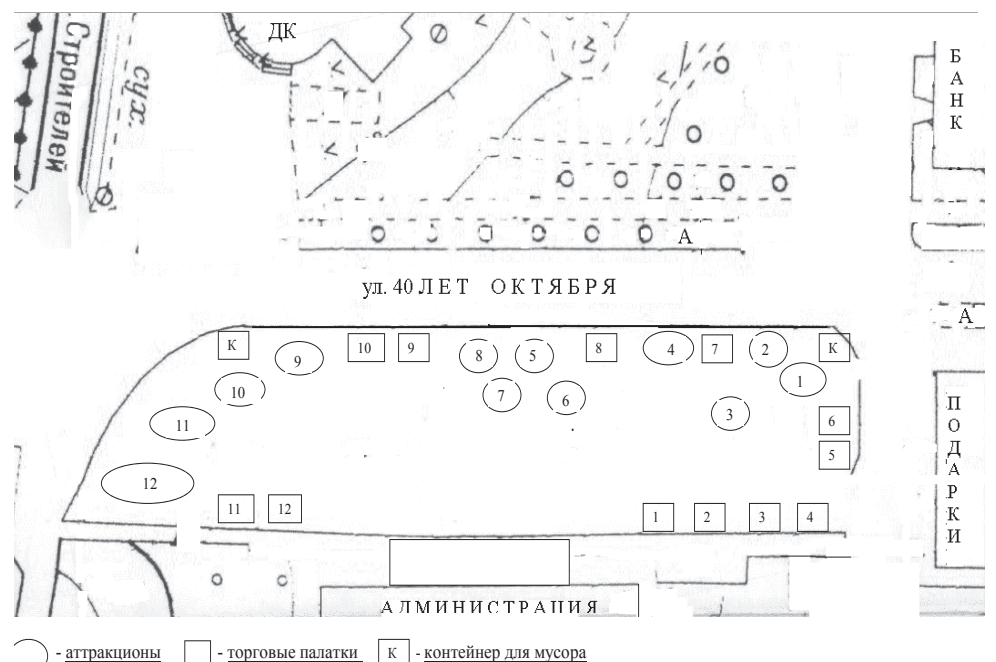 ДК
Строителей
сух.
БАНК
А
ул. 40 ЛЕТ ОКТЯБРЯ
А
К 9 10 9 8 5 8 4 7 2 К
10 7 6 3 1
11 6
12 5
11 12 1 2 3 4
ПОДАРКИ
АДМИНИСТРАЦИЯ
- аттракционы - торговые палатки К - контейнер для мусора